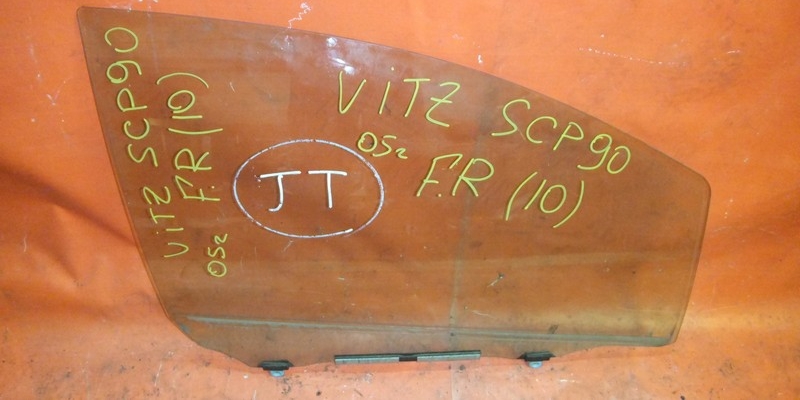 VITZ SCP90
05г F.R (10)
JT
ViTZ SCP90
05г F.R (10)